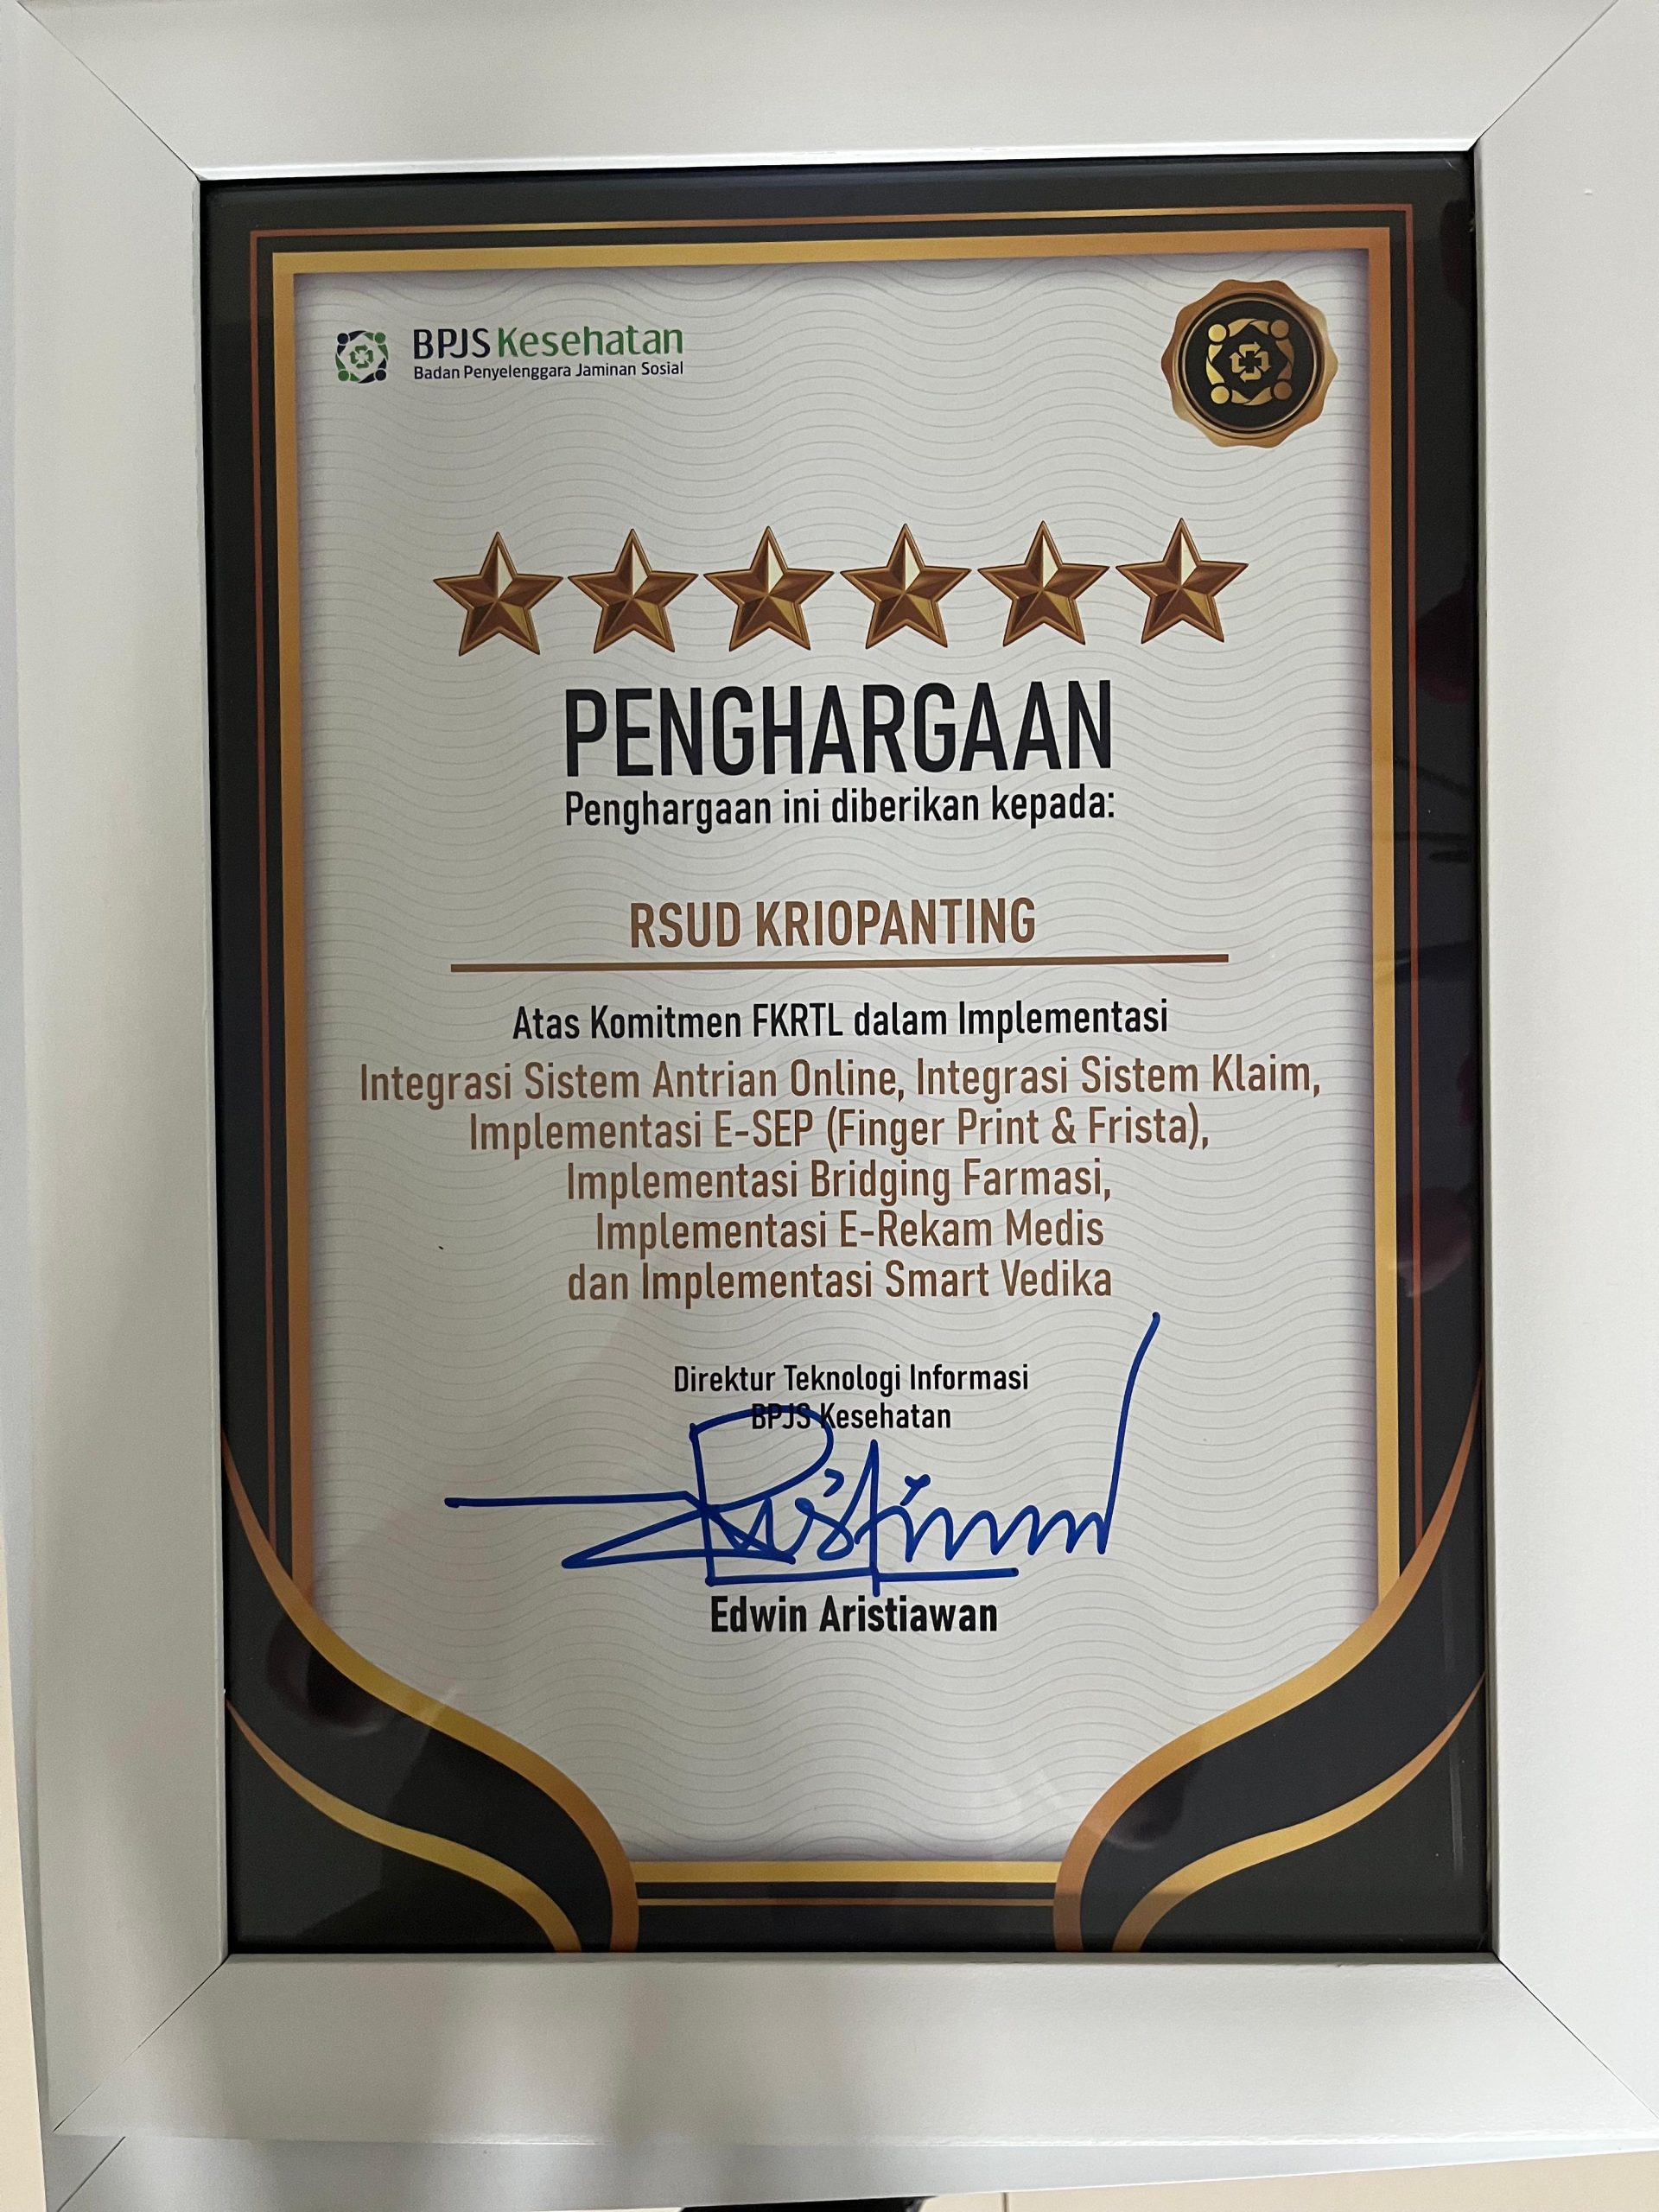 BPJS Kesehatan
Badan Penyelenggara Jaminan Sosial
PENGHARGAAN
Penghargaan ini diberikan kepada:
RSUD KRIOPANTING
Atas Komitmen FKRTL dalam Implementasi
Integrasi Sistem Antrian Online, Integrasi Sistem Klaim,
Implementasi E-SEP (Finger Print & Frista),
Implementasi Bridging Farmasi,
Implementasi E-Rekam Medis
dan Implementasi Smart Vedika
Direktur Teknologi Informasi
BPJS Kesehatan
Edwin Aristiawan